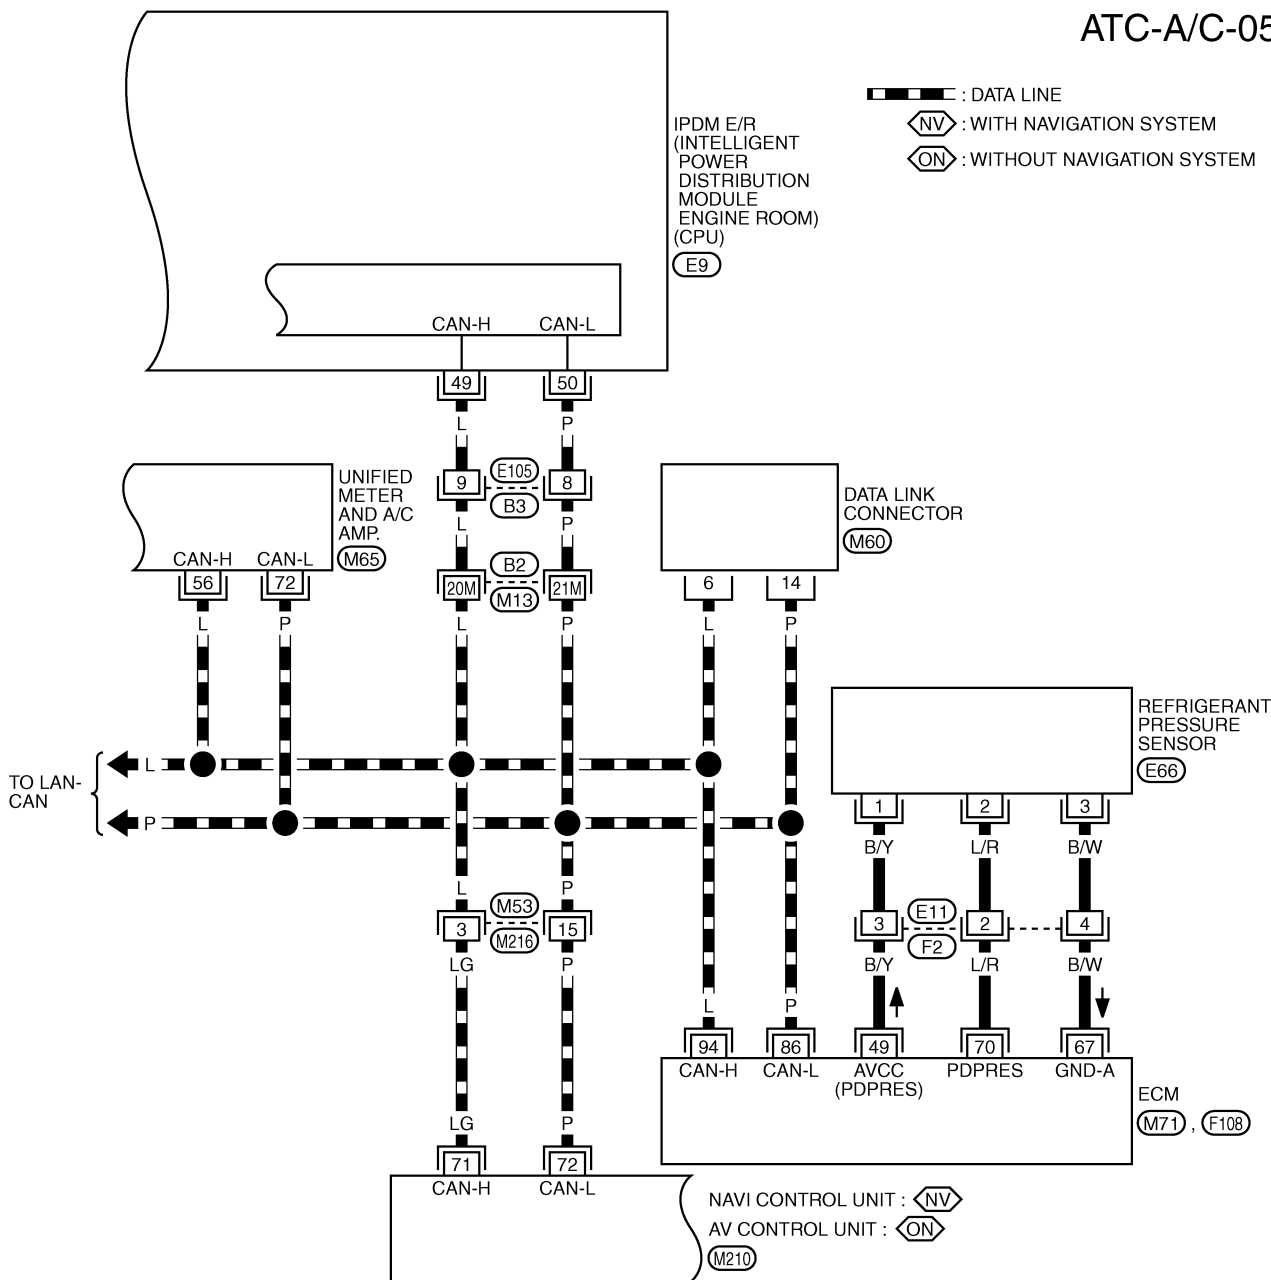 ATC-A/C-05
: DATA LINE
NV : WITH NAVIGATION SYSTEM
ON : WITHOUT NAVIGATION SYSTEM
IPDM E/R
(INTELLIGENT
POWER
DISTRIBUTION
MODULE
ENGINE ROOM)
(CPU)
E9
CAN-H CAN-L
49 50
L P
UNIFIED
METER
AND A/C
AMP.
M65
CAN-H CAN-L
56 72
L P
9 E105 8
B3
L P
B2
20M M13 21M
L P
DATA LINK
CONNECTOR
M60
6 14
L P
TO LAN-
CAN
L
P
REFRIGERANT
PRESSURE
SENSOR
E66
1 2 3
B/Y L/R B/W
L P
M53
3 M216 15
LG P
3 E11 2 4
F2
B/Y L/R B/W
L P
94 86 49 70 67
CAN-H CAN-L AVCC PDPRES GND-A
(PDPRES)
ECM
M71 , F108
LG P
71 72
CAN-H CAN-L
NAVI CONTROL UNIT : NV
AV CONTROL UNIT : ON
M210